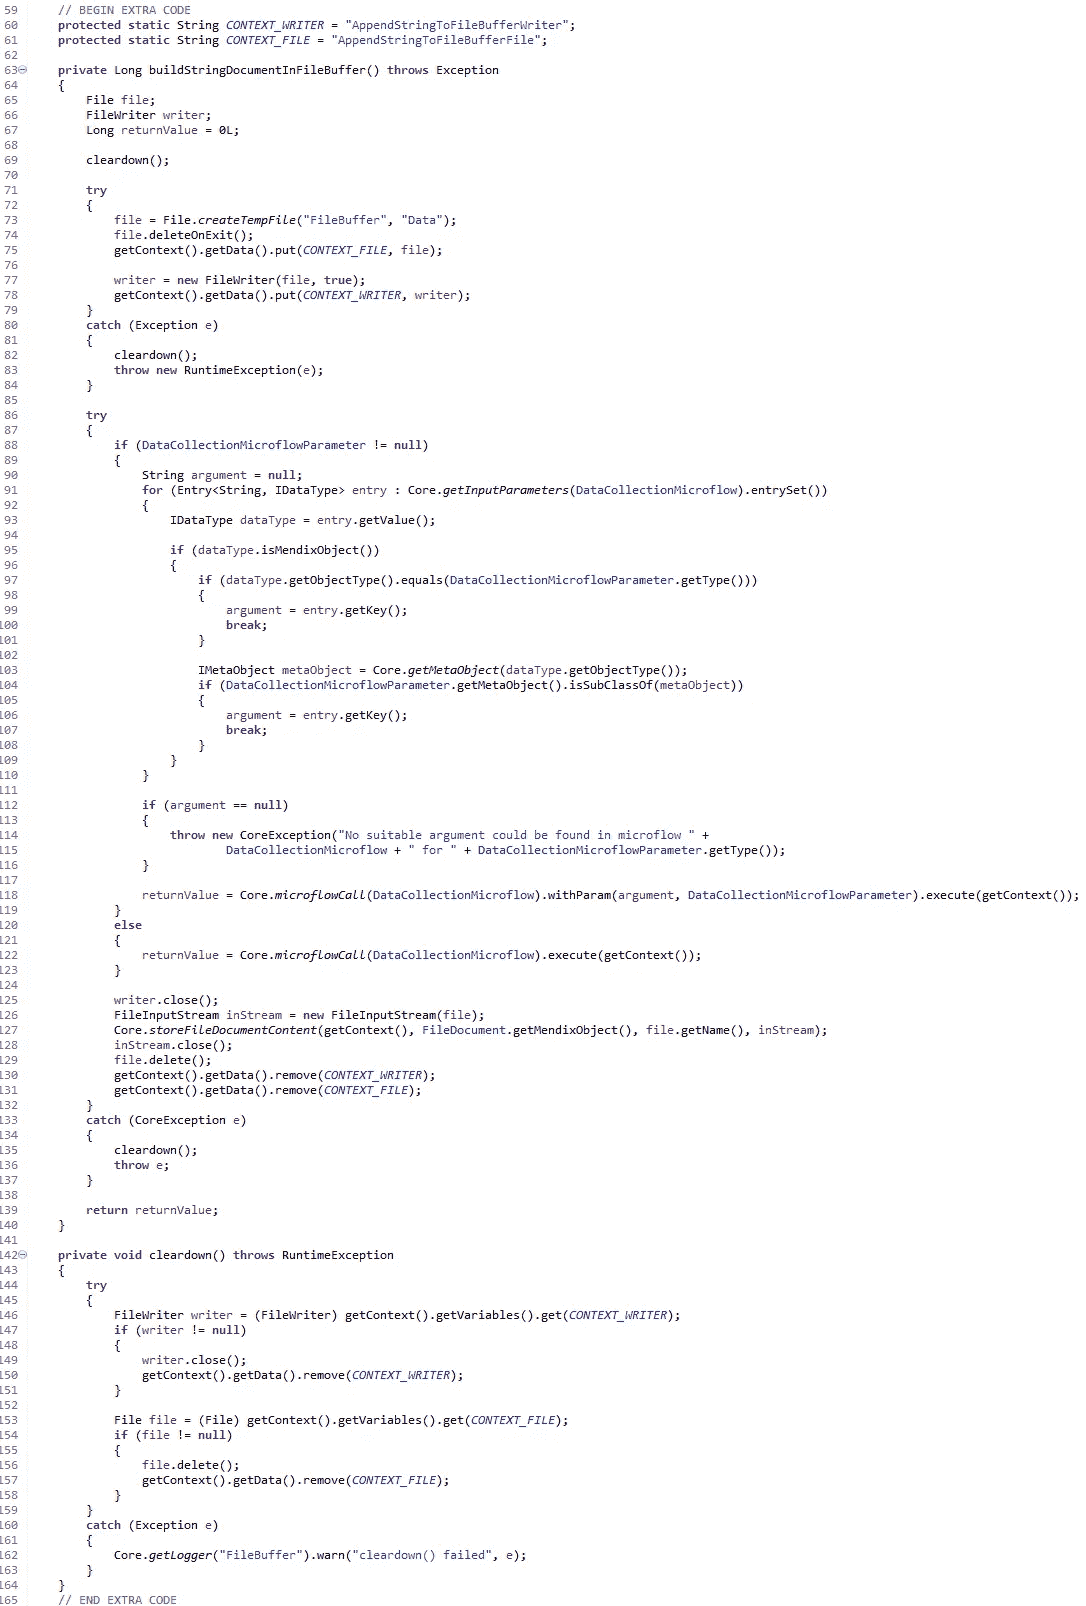 59 // BEGIN EXTRA CODE
60 protected static String CONTEXT_WRITER = "AppendStringToFileBufferWriter";
61 protected static String CONTEXT_FILE = "AppendStringToFileBufferFile";
62
63 private Long buildStringDocumentInFileBuffer() throws Exception
64 {
65 File file;
66 FileWriter writer;
67 Long returnValue = 0L;
68
69 cleardown();
70
71 try
72 {
73 file = File.createTempFile("FileBuffer", "Data");
74 file.deleteOnExit();
75 getContext().getData().put(CONTEXT_FILE, file);
76
77 writer = new FileWriter(file, true);
78 getContext().getData().put(CONTEXT_WRITER, writer);
79 }
80 catch (Exception e)
81 {
82 cleardown();
83 throw new RuntimeException(e);
84 }
85
86 try
87 {
88 if (DataCollectionMicroflowParameter != null)
89 {
90 String argument = null;
91 for (Entry<String, IDataType> entry : Core.getInputParameters(DataCollectionMicroflow).entrySet())
92 {
93 IDataType dataType = entry.getValue();
94
95 if (dataType.isMendixObject())
96 {
97 if (dataType.getObjectType().equals(DataCollectionMicroflowParameter.getType()))
98 {
99 argument = entry.getKey();
100 break;
101 }
102
103 IMetaObject metaObject = Core.getMetaObject(dataType.getObjectType());
104 if (DataCollectionMicroflowParameter.getMetaObject().isSubClassOf(metaObject))
105 {
106 argument = entry.getKey();
107 break;
108 }
109 }
110 }
111
112 if (argument == null)
113 {
114 throw new CoreException("No suitable argument could be found in microflow " +
115 DataCollectionMicroflow + " for " + DataCollectionMicroflowParameter.getType());
116 }
117
118 returnValue = Core.microflowCall(DataCollectionMicroflow).withParam(argument, DataCollectionMicroflowParameter).execute(getContext());
119 }
120 else
121 {
122 returnValue = Core.microflowCall(DataCollectionMicroflow).execute(getContext());
123 }
124
125 writer.close();
126 FileInputStream inStream = new FileInputStream(file);
127 Core.storeFileDocumentContent(getContext(), FileDocument.getMendixObject(), file.getName(), inStream);
128 inStream.close();
129 file.delete();
130 getContext().getData().remove(CONTEXT_WRITER);
131 getContext().getData().remove(CONTEXT_FILE);
132 }
133 catch (CoreException e)
134 {
135 cleardown();
136 throw e;
137 }
138
139 return returnValue;
140 }
141
142 private void cleardown() throws RuntimeException
143 {
144 try
145 {
146 FileWriter writer = (FileWriter) getContext().getVariables().get(CONTEXT_WRITER);
147 if (writer != null)
148 {
149 writer.close();
150 getContext().getData().remove(CONTEXT_WRITER);
151 }
152
153 File file = (File) getContext().getVariables().get(CONTEXT_FILE);
154 if (file != null)
155 {
156 file.delete();
157 getContext().getData().remove(CONTEXT_FILE);
158 }
159 }
160 catch (Exception e)
161 {
162 Core.getLogger("FileBuffer").warn("cleardown() failed", e);
163 }
164 }
165 // END EXTRA CODE